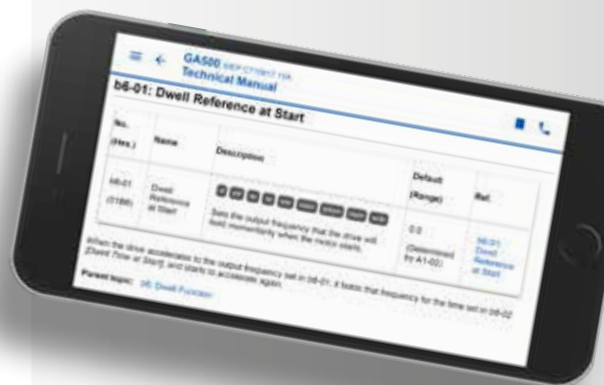 GA500
Technical Manual
b6-01: Dwell Reference at Start
No.
(Hex.)
Name
Description
Default
(Range)
Ref.
b6-01
(01B6)
Dwell
Reference
at Start
Sets the output frequency that the drive will
hold momentarily when the motor starts.
0.0
(Determined
by A1-02)
b6-01
Dwell
Reference
at Start
When the drive accelerates to the output frequency set in b6-01, it holds that frequency for the time set in b6-02
[Dwell Time at Start], and starts to accelerate again.
Parent topic: b6: Dwell Function